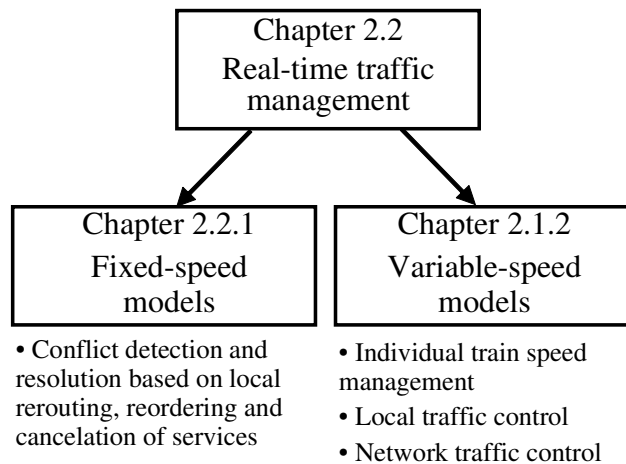 Chapter 2.2
Real-time traffic
management
Chapter 2.2.1
Fixed-speed
models
• Conflict detection and
resolution based on local
rerouting, reordering and
cancelation of services
Chapter 2.1.2
Variable-speed
models
• Individual train speed
management
• Local traffic control
• Network traffic control